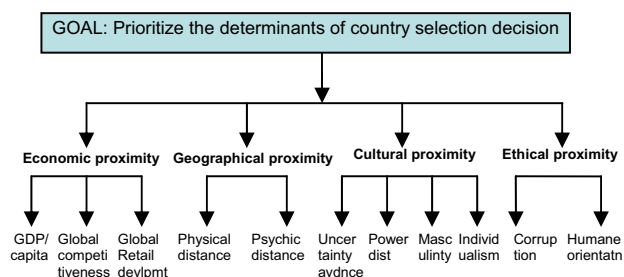 GOAL: Prioritize the determinants of country selection decision
Economic proximity
Geographical proximity
Cultural proximity
Ethical proximity
GDP/
capita
Global
competi
tiveness
Global
Retail
devlpmt
Physical
distance
Psychic
distance
Uncer
tainty
avdnce
Power
dist
Masc
ulinty
Individ
ualism
Corrup
tion
Humane
orientatn